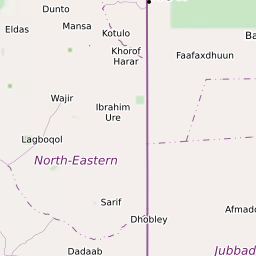 Dunto
Eldas
Mansa
Kotulo
Khorof
Harar
Faafaxdhuun
Wajir
Ibrahim
Ure
Lagboqol
North-Eastern
Sarif
Dhobley
Afmado
Dadaab
Jubbad